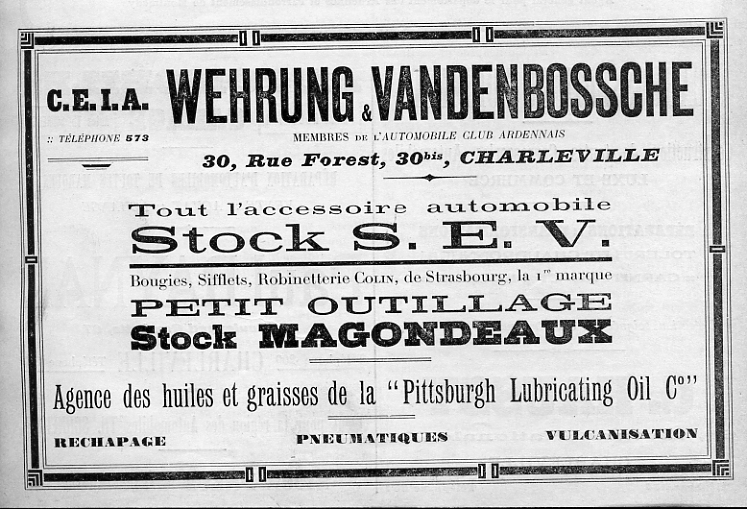 C.E.I.A. WEHRUNG & VANDENBOSSCHE
:: TÉLÉPHONE 573
MEMBRES DE L'AUTOMOBILE CLUB ARDENNAIS
30, Rue Forest, 30bis, CHARLEVILLE
Tout l'accessoire automobile
Stock S. E. V.
Bougies, Sifflets, Robinetterie COLIN, de Strasbourg, la 1re marque
PETIT OUTILLAGE
Stock MAGONDEAUX
Agence des huiles et graisses de la "Pittsburgh Lubricating Oil Co"
RECHAPAGE PNEUMATIQUES VULCANISATION